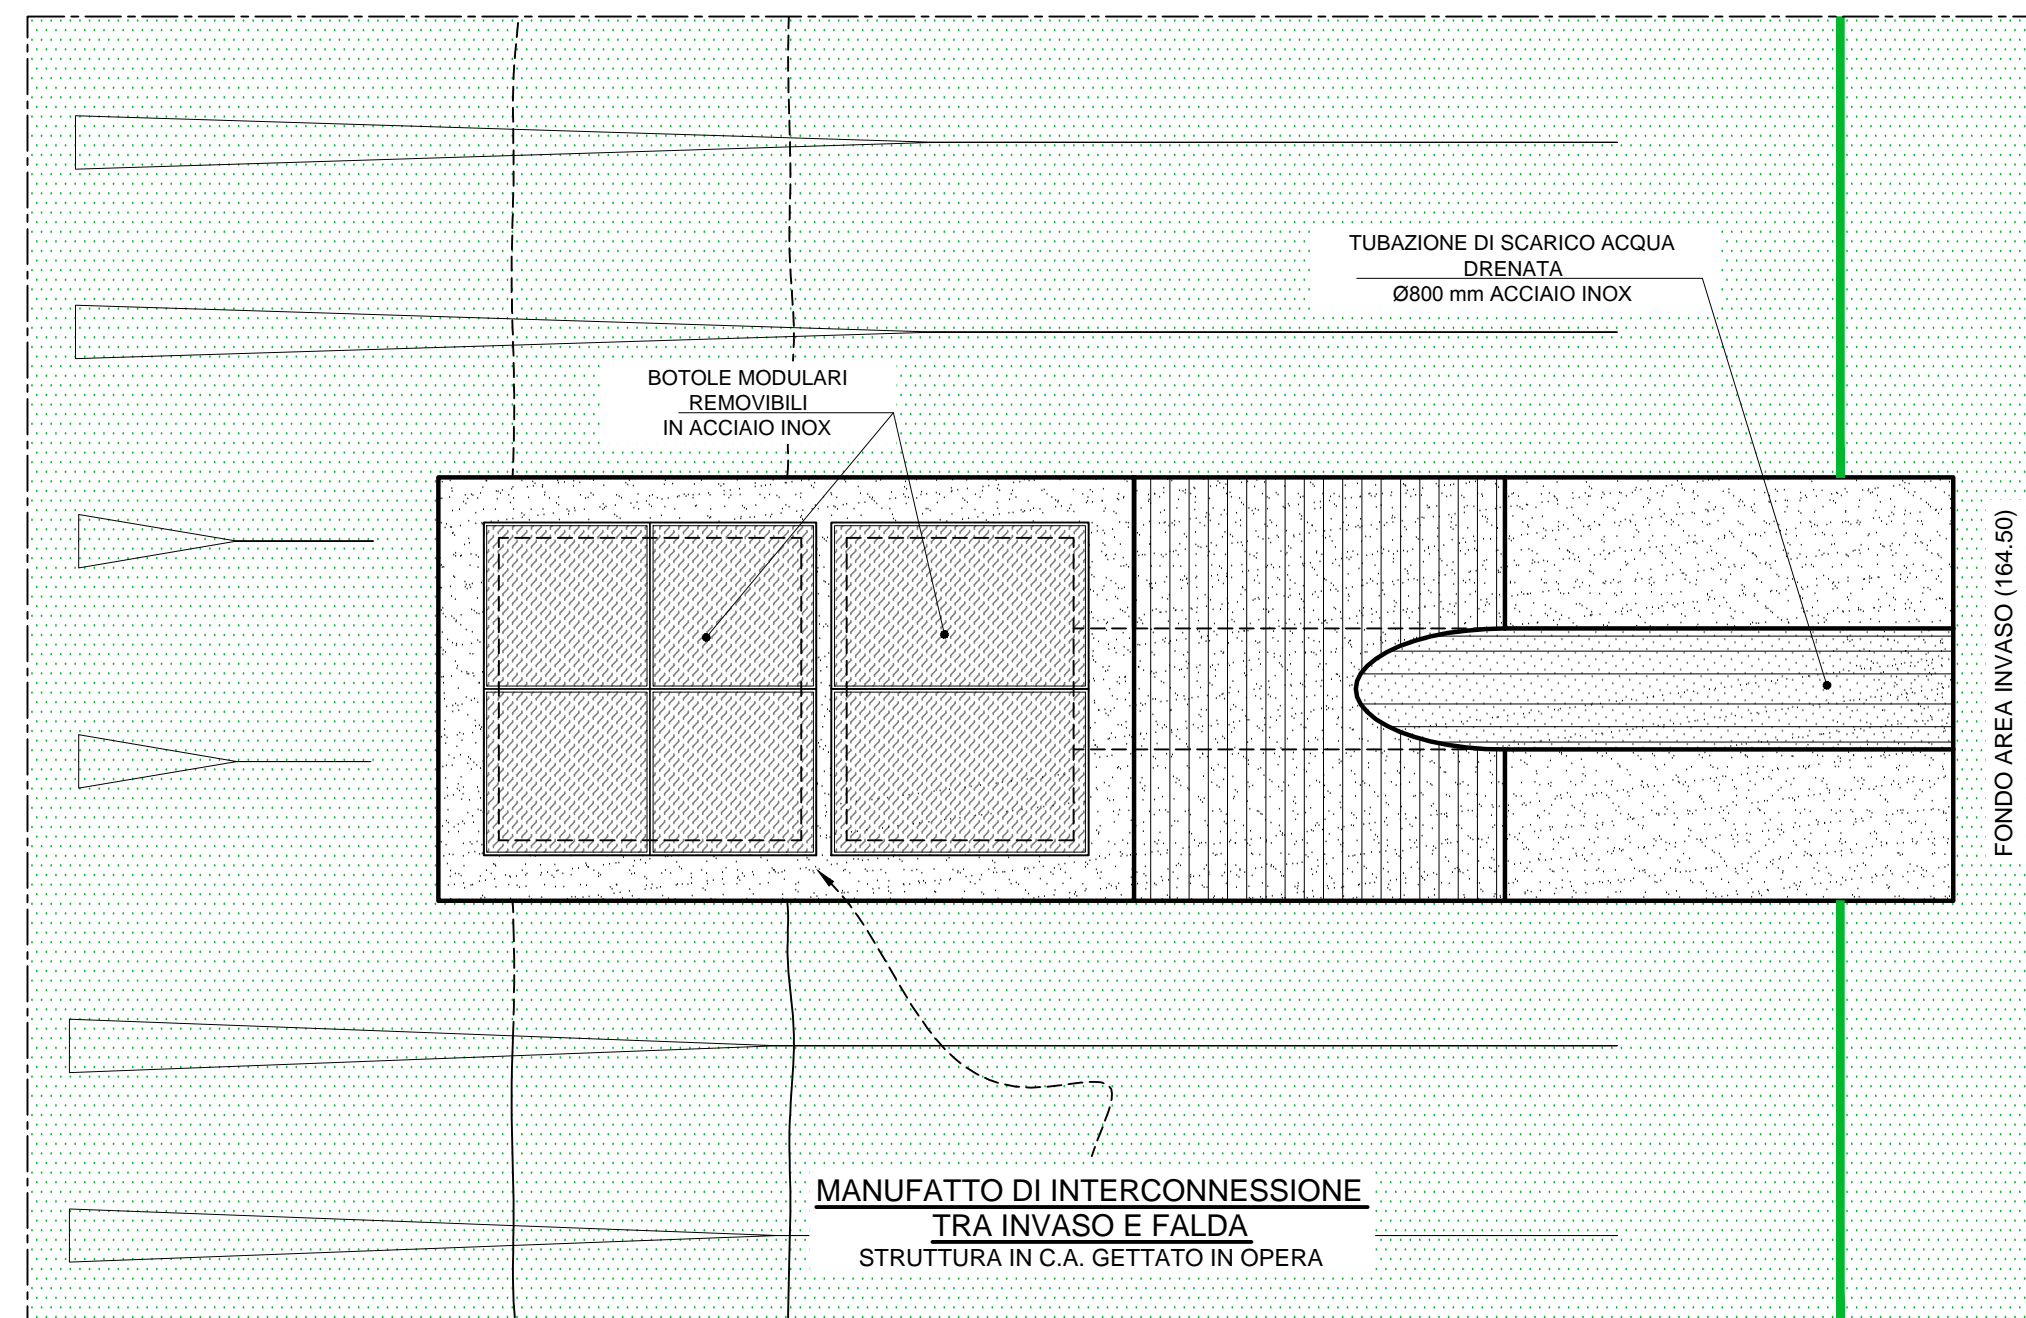 TUBAZIONE DI SCARICO ACQUA
DRENATA
Ø800 mm ACCIAIO INOX
BOTOLE MODULARI
REMOVIBILI
IN ACCIAIO INOX
FONDO AREA INVASO (164.50)
MANUFATTO DI INTERCONNESSIONE
TRA INVASO E FALDA
STRUTTURA IN C.A. GETTATO IN OPERA